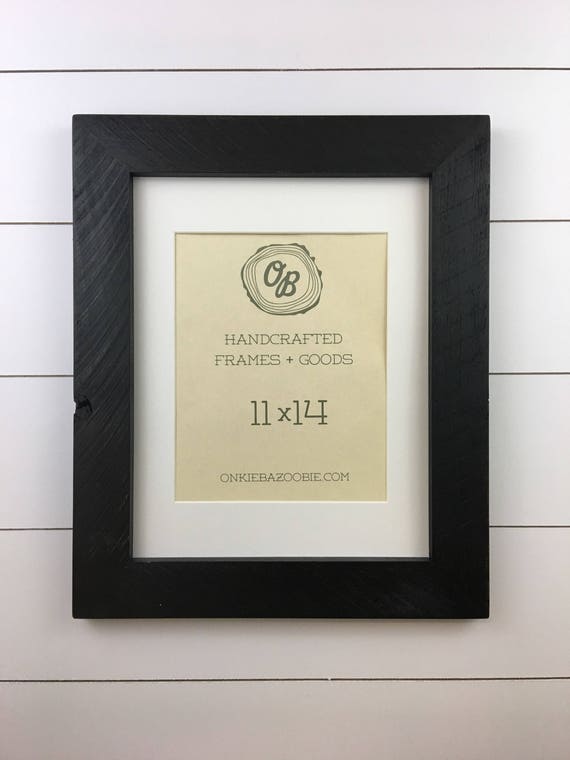 OB
HANDCRAFTED
FRAMES + GOODS
11x14
ONKIEBAZOOBIE.COM